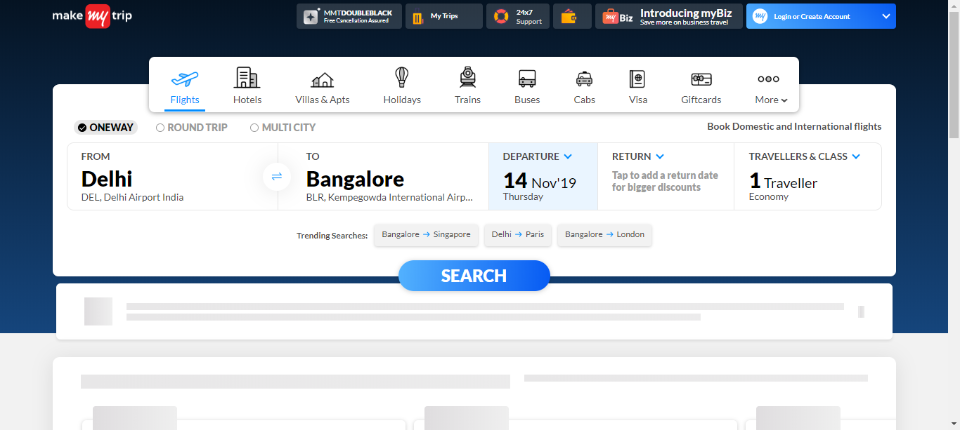 make my trip
MMTDOUBLEBLACK
Free Cancellation Assured
My Trips
24x7
Support
my Biz
Introducing myBiz
Save more on business travel
my
Login or Create Account
Flights
Hotels
Villas & Apts
Holidays
Trains
Buses
Cabs
Visa
Giftcards
More
ONEWAY
ROUND TRIP
MULTI CITY
Book Domestic and International flights
FROM
Delhi
DEL, Delhi Airport India
TO
Bangalore
BLR, Kempegowda International Airp...
DEPARTURE
14 Nov'19
Thursday
RETURN
Tap to add a return date
for bigger discounts
TRAVELLERS & CLASS
1 Traveller
Economy
Trending Searches:
Bangalore → Singapore
Delhi → Paris
Bangalore → London
SEARCH